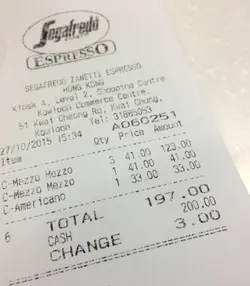 Segafredo
ZANETTI
ESPRESSO
SEGAFREDO ZANETTI ESPRESSO
HONG KONG
Kiosk 4, Level 2, Shopping Centre
Kowloon Commerce Centre,
51 Kwai Cheong Rd, Kwai Chung,
Kowloon Tel: 31885053
27/10/2015 15:34 A060251
Item Qty Price Amount
C-Mezzo Mezzo 3 41.00 123.00
C-Mezzo Mezzo 1 41.00 41.00
C-Americano 1 33.00 33.00
6 TOTAL 197.00
CASH 200.00
CHANGE 3.00